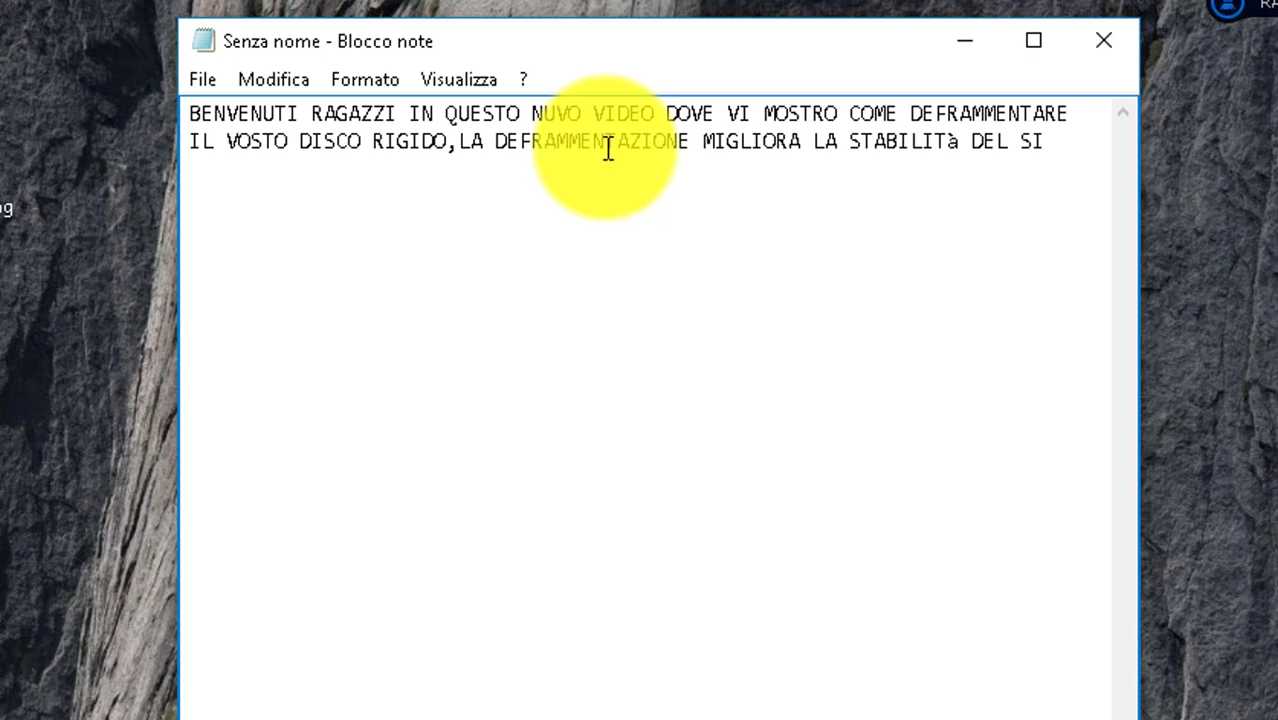 RA
Senza nome - Blocco note
File Modifica Formato Visualizza ?
BENVENUTI RAGAZZI IN QUESTO NUVO VIDEO DOVE VI MOSTRO COME DEFRAMMENTARE
IL VOSTO DISCO RIGIDO,LA DEFRAMMENTAZIONE MIGLIORA LA STABILITà DEL SI